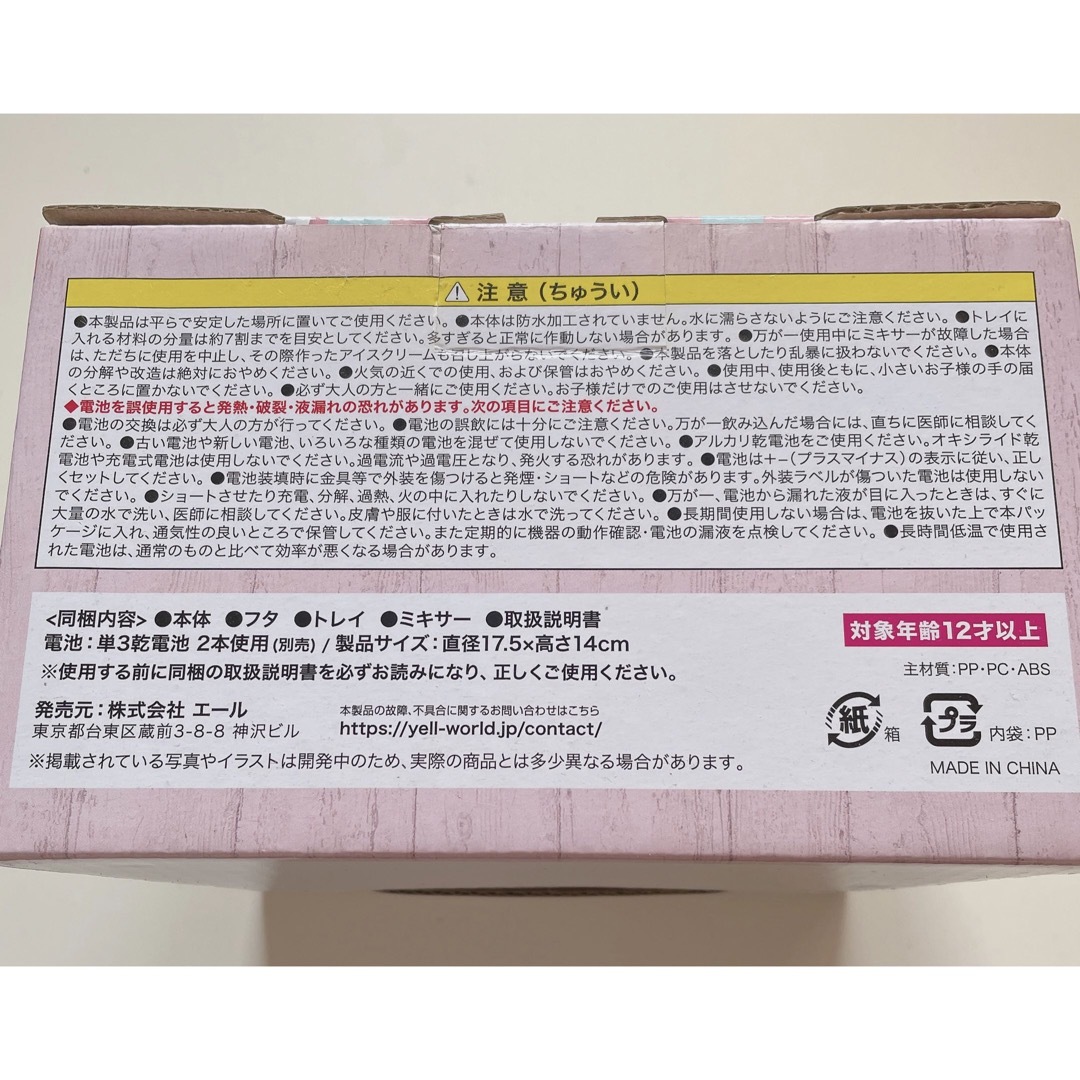 ⚠ 注意（ちゅうい）
●本製品は平らで安定した場所に置いてご使用ください。●本体は防水加工されていません。水に濡らさないようにご注意ください。●トレイに
入れる材料の分量は約7割までを目安としてください。多すぎると正常に作動しない場合があります。●万が一使用中にミキサーが故障した場合
は、ただちに使用を中止し、その際作ったアイスクリームも召し上がらないでください。●本製品を落としたり乱暴に扱わないでください。●本体
の分解や改造は絶対におやめください。●火気の近くでの使用、および保管はおやめください。●使用中、使用後ともに、小さいお子様の手の届
くところに置かないでください。●必ず大人の方と一緒にご使用ください。お子様だけでのご使用はさせないでください。
◆電池を誤使用すると発熱・破裂・液漏れの恐れがあります。次の項目にご注意ください。
●電池の交換は必ず大人の方が行ってください。●電池の誤飲には十分にご注意ください。万が一飲み込んだ場合には、直ちに医師に相談してく
ださい。●古い電池や新しい電池、いろいろな種類の電池を混ぜて使用しないでください。●アルカリ乾電池をご使用ください。オキシライド乾
電池や充電式電池は使用しないでください。過電流や過電圧となり、発火する恐れがあります。●電池は＋－（プラスマイナス）の表示に従い、正し
くセットしてください。●電池装填時に金具等で外装を傷つけると発煙・ショートなどの危険があります。外装ラベルが傷ついた電池は使用しない
でください。●ショートさせたり充電、分解、過熱、火の中に入れたりしないでください。●万が一、電池から漏れた液が目に入ったときは、すぐに
大量の水で洗い、医師に相談してください。皮膚や服に付いたときは水で洗ってください。●長期間使用しない場合は、電池を抜いた上で本パッ
ケージに入れ、通気性の良いところで保管してください。また定期的に機器の動作確認・電池の漏液を点検してください。●長時間低温で使用さ
れた電池は、通常のものと比べて効率が悪くなる場合があります。
<同梱内容> ●本体 ●フタ ●トレイ ●ミキサー ●取扱説明書
電池：単3乾電池 2本使用(別売) / 製品サイズ：直径17.5×高さ14cm
※使用する前に同梱の取扱説明書を必ずお読みになり、正しくご使用ください。
対象年齢12才以上
主材質：PP・PC・ABS
発売元：株式会社 エール
東京都台東区蔵前3-8-8 神沢ビル
本製品の故障、不具合に関するお問い合わせはこちら
https://yell-world.jp/contact/
紙 箱
プラ 内袋：PP
※掲載されている写真やイラストは開発中のため、実際の商品とは多少異なる場合があります。
MADE IN CHINA